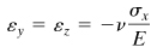 ε_y = ε_z = −ν σ_x/E